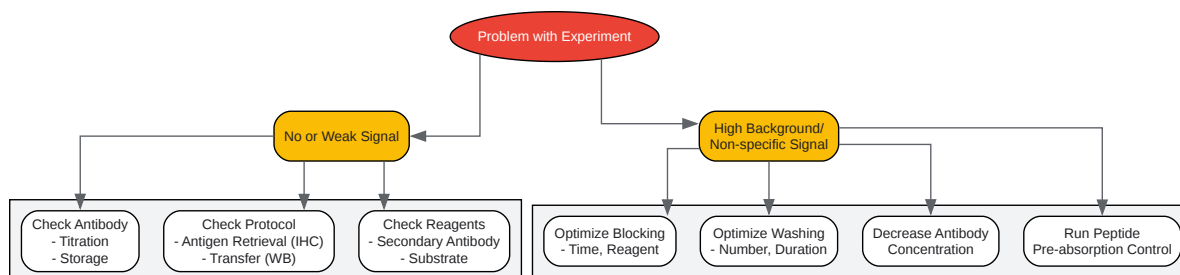 Problem with Experiment
No or Weak Signal
High Background/
Non-specific Signal
Check Antibody
- Titration
- Storage
Check Protocol
- Antigen Retrieval (IHC)
- Transfer (WB)
Check Reagents
- Secondary Antibody
- Substrate
Optimize Blocking
- Time, Reagent
Optimize Washing
- Number, Duration
Decrease Antibody
Concentration
Run Peptide
Pre-absorption Control